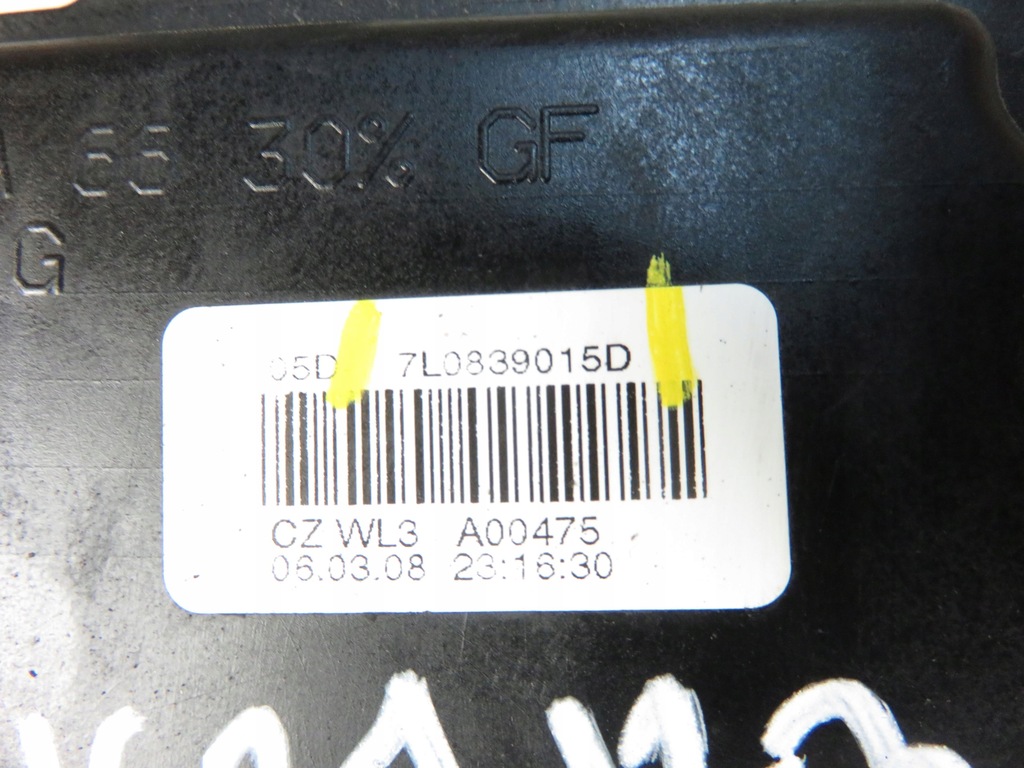 66 30% GF
G
05D 7L0839015D
CZ WL3 A00475
06.03.08 23:16:30